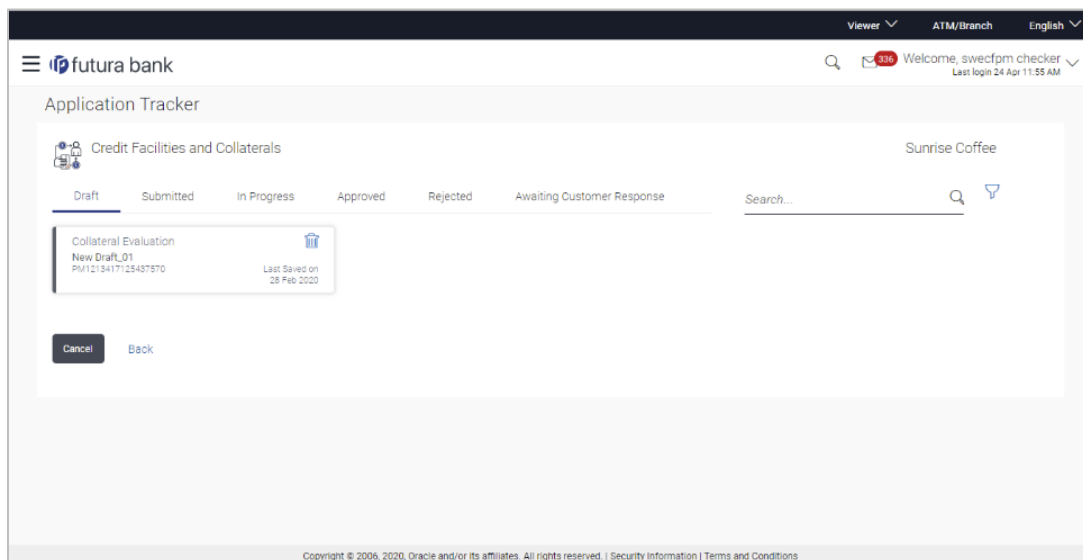 Viewer ATM/Branch English
futura bank
336 Welcome, swecfpm checker
Last login 24 Apr 11:55 AM
Application Tracker
Credit Facilities and Collaterals Sunrise Coffee
Draft Submitted In Progress Approved Rejected Awaiting Customer Response Search...
Collateral Evaluation
New Draft_01
PM1213417125437570 Last Saved on
28 Feb 2020
Cancel Back
Copyright © 2006, 2020, Oracle and/or its affiliates. All rights reserved. | Security Information | Terms and Conditions